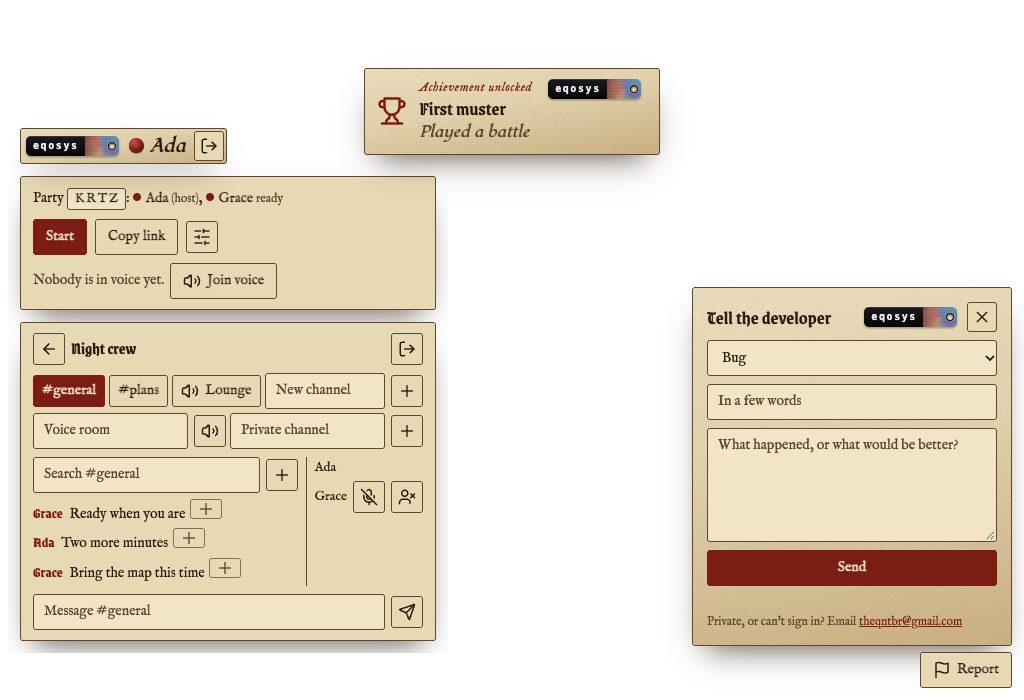 Achievement unlocked
eqosys
First muster
Played a battle
eqosys
Ada
Party KRTZ: Ada (host), Grace ready
Start
Copy link
Nobody is in voice yet.
Join voice
Night crew
#general
#plans
Lounge
New channel
Voice room
Private channel
Search #general
Ada
Grace
Grace Ready when you are
Ada Two more minutes
Grace Bring the map this time
Message #general
Tell the developer
eqosys
Bug
In a few words
What happened, or what would be better?
Send
Private, or can't sign in? Email theqntbr@gmail.com
Report